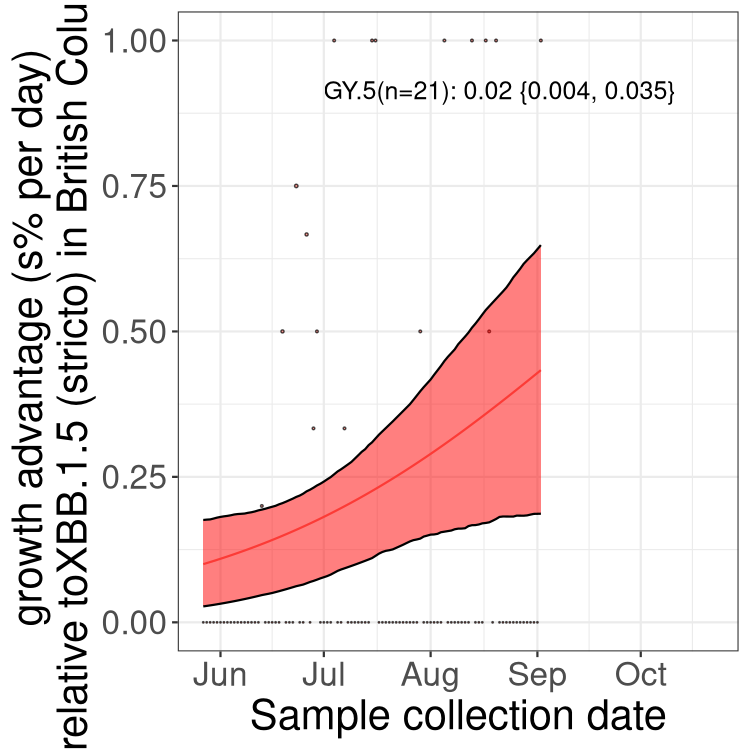 growth advantage (s% per day)
relative toXBB.1.5 (stricto) in British Colu
1.00
0.75
0.50
0.25
0.00
GY.5(n=21): 0.02 {0.004, 0.035}
Jun Jul Aug Sep Oct
Sample collection date